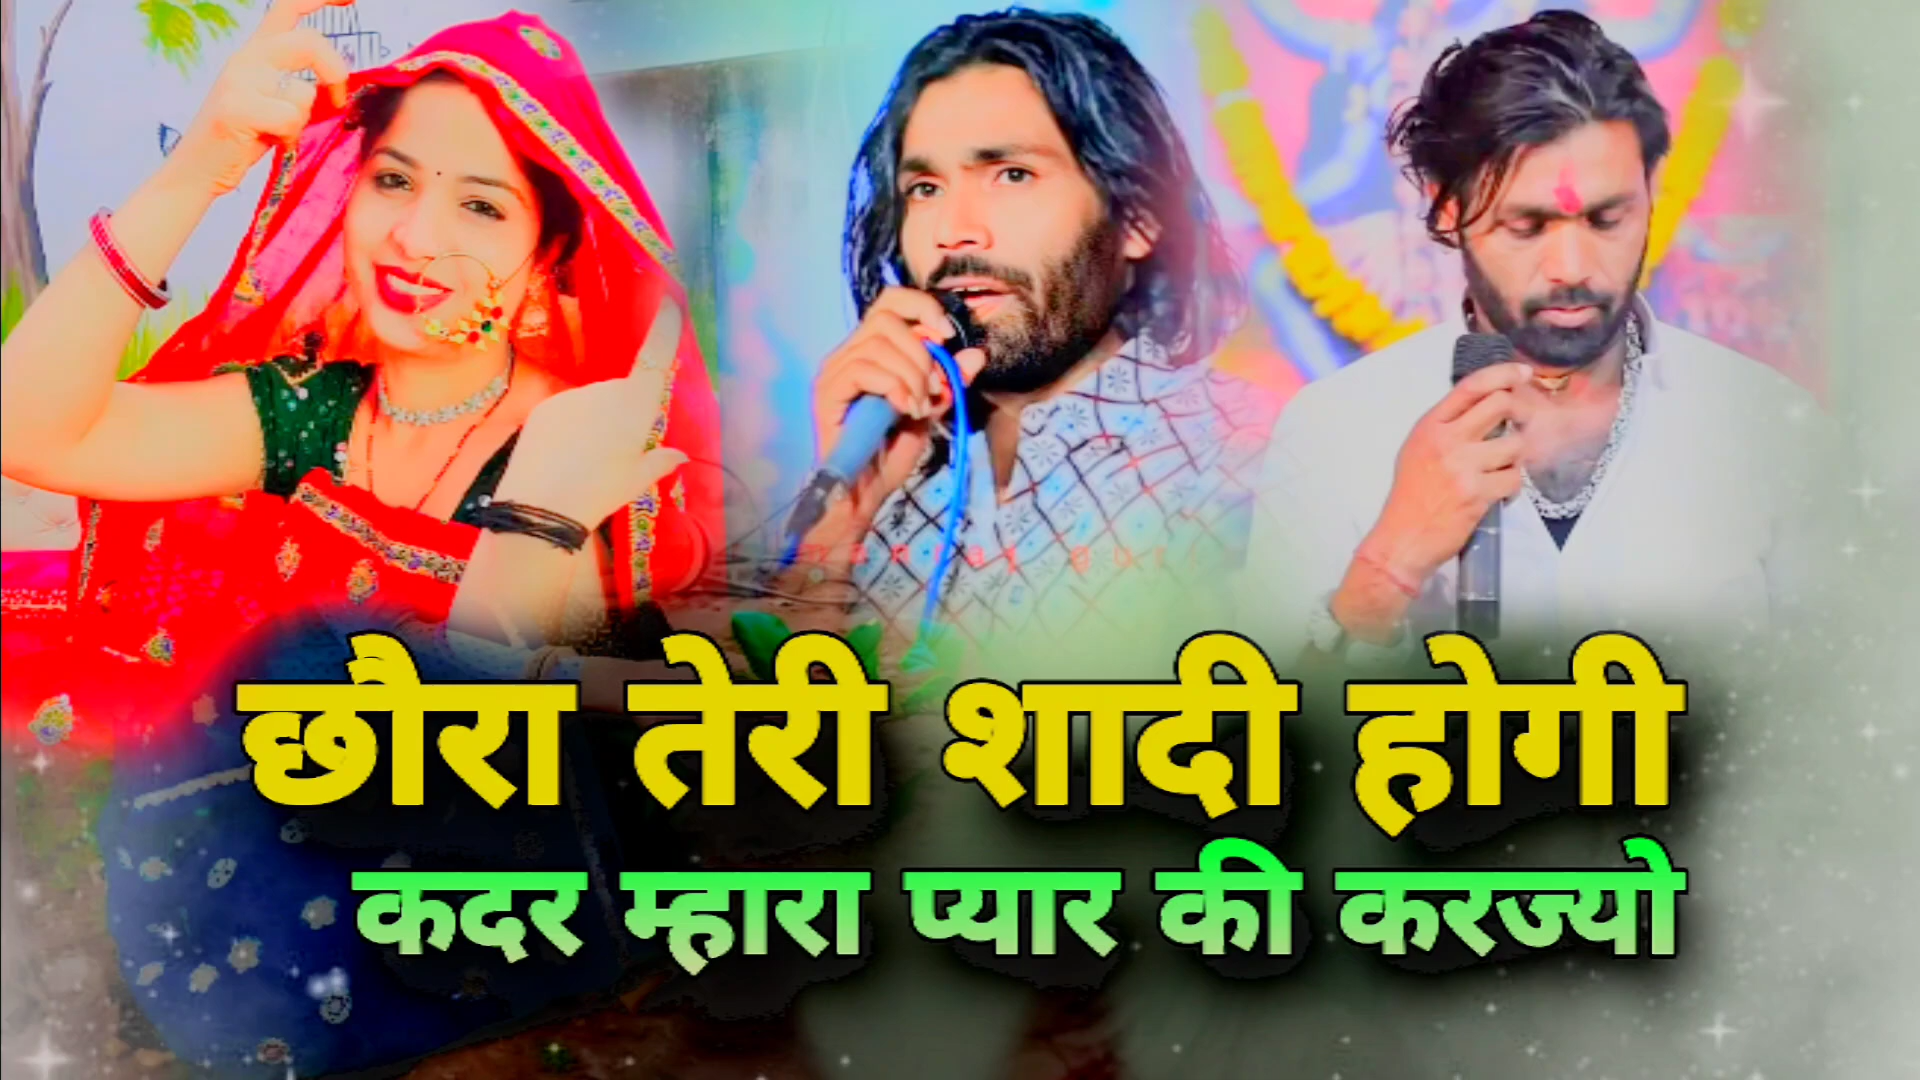 छौरा तेरी शादी होगी
कदर म्हारा प्यार की करज्यो